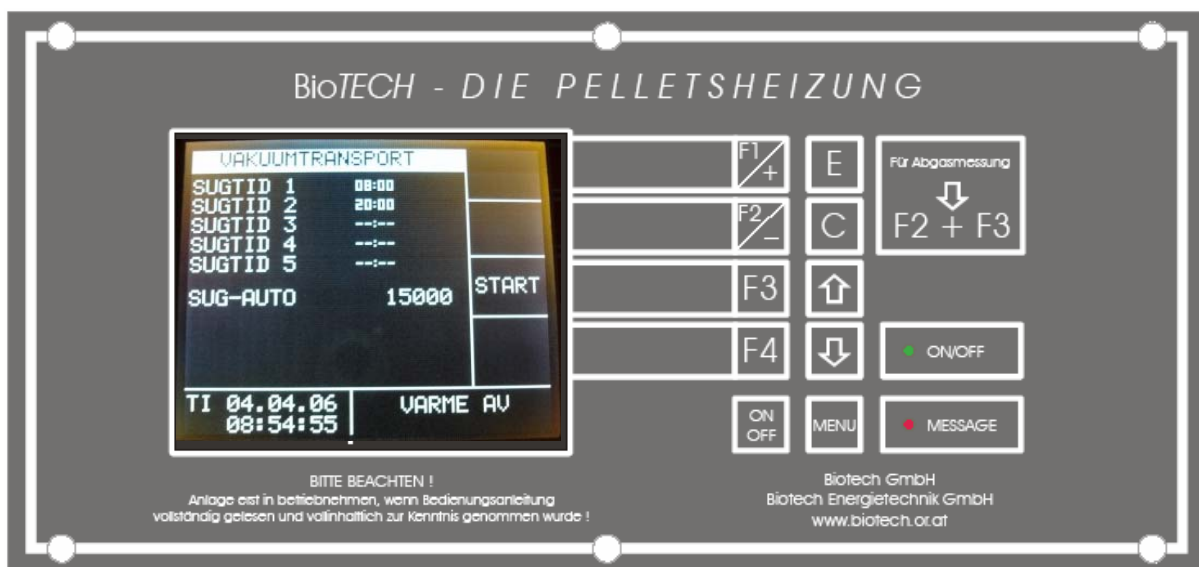 BioTECH - DIE PELLETSHEIZUNG
VAKUUMTRANSPORT
SUGTID 1 08:00
SUGTID 2 20:00
SUGTID 3 --:--
SUGTID 4 --:--
SUGTID 5 --:--
SUG-AUTO 15000
START
TI 04.04.06
08:54:55
VARME AV
F1/+
E
F2/-
C
F3
F4
Für Abgasmessung
F2 + F3
ON/OFF
ON
OFF
MENU
MESSAGE
BITTE BEACHTEN !
Anlage erst in betriebnehmen, wenn Bedienungsanleitung
vollständig gelesen und vollinhaltlich zur Kenntnis genommen wurde !
Biotech GmbH
Biotech Energietechnik GmbH
www.biotech.or.at